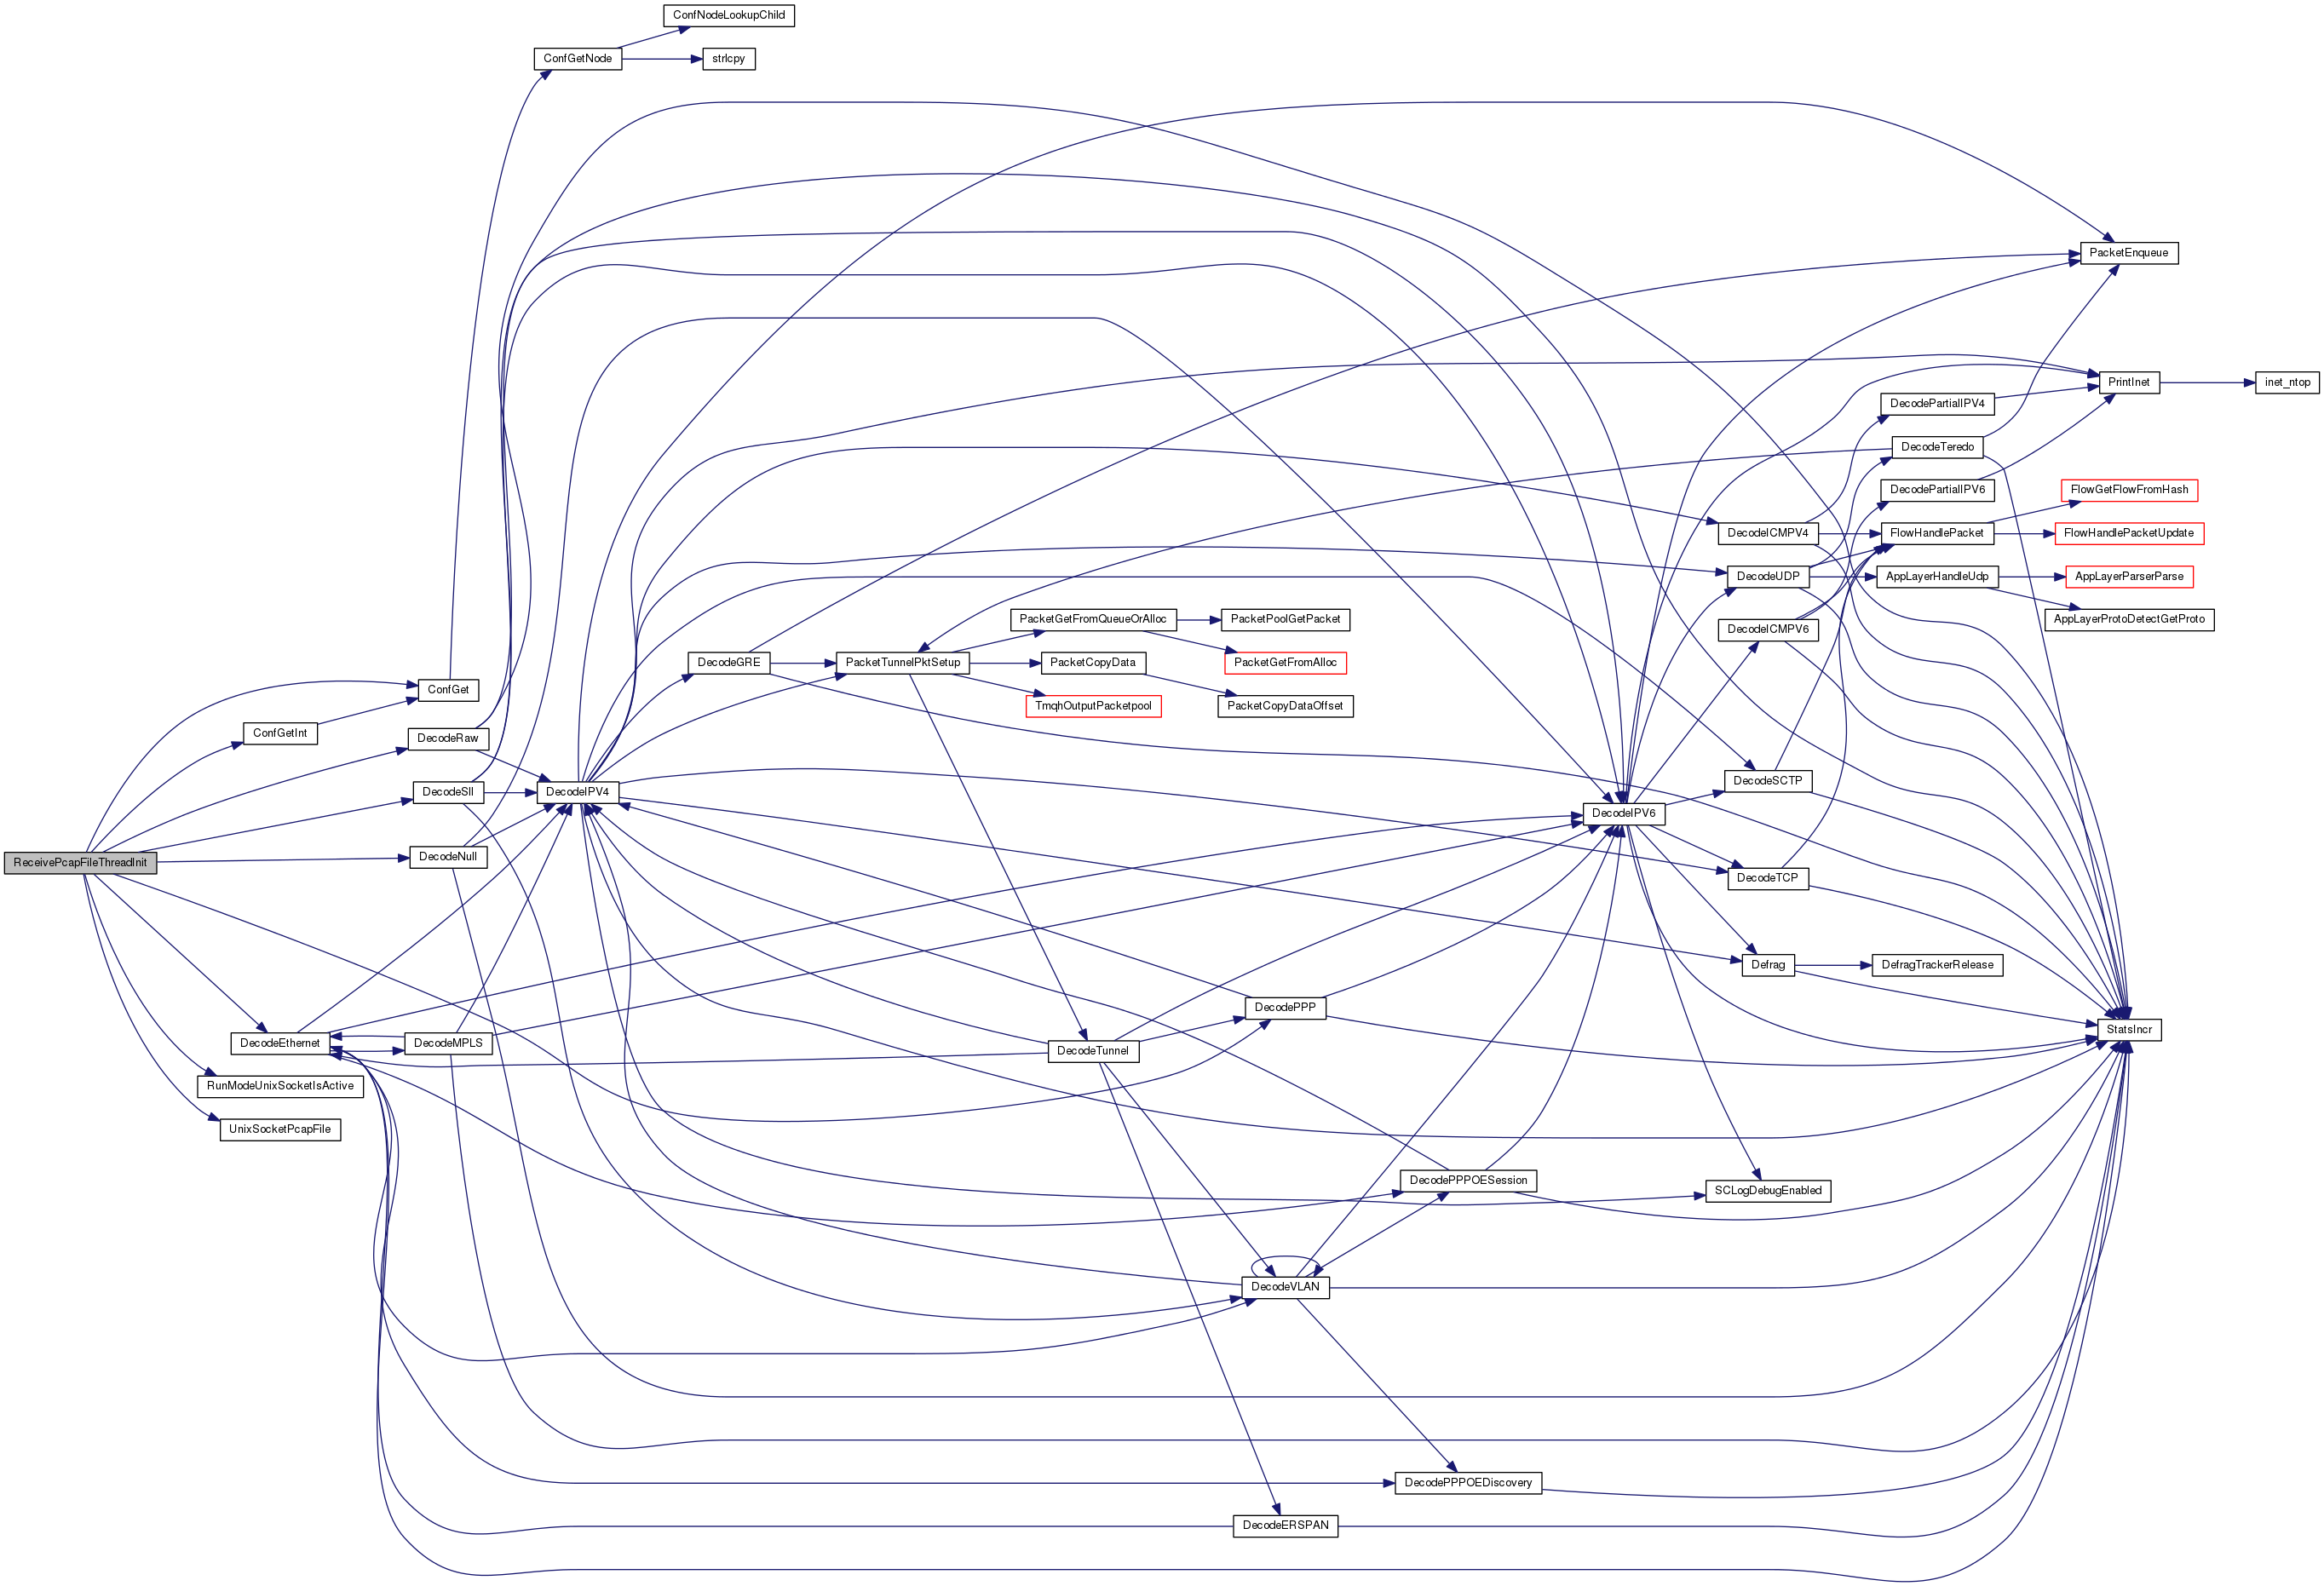 ConfNodeLookupChild
ConfGetNode
strlcpy
PacketEnqueue
PrintInet
inet_ntop
DecodePartialIPV4
DecodeTeredo
DecodePartialIPV6
FlowGetFlowFromHash
DecodeICMPV4
FlowHandlePacket
FlowHandlePacketUpdate
DecodeUDP
AppLayerHandleUdp
AppLayerParserParse
PacketGetFromQueueOrAlloc
PacketPoolGetPacket
AppLayerProtoDetectGetProto
DecodeICMPV6
DecodeGRE
PacketTunnelPktSetup
PacketCopyData
PacketGetFromAlloc
ConfGet
TmqhOutputPacketpool
PacketCopyDataOffset
ConfGetInt
DecodeRaw
DecodeSll
DecodeIPV4
DecodeSCTP
DecodeIPV6
ReceivePcapFileThreadInit
DecodeNull
DecodeTCP
Defrag
DefragTrackerRelease
DecodePPP
StatsIncr
DecodeEthernet
DecodeMPLS
DecodeTunnel
RunModeUnixSocketIsActive
UnixSocketPcapFile
DecodePPPOESession
SCLogDebugEnabled
DecodeVLAN
DecodePPPOEDiscovery
DecodeERSPAN